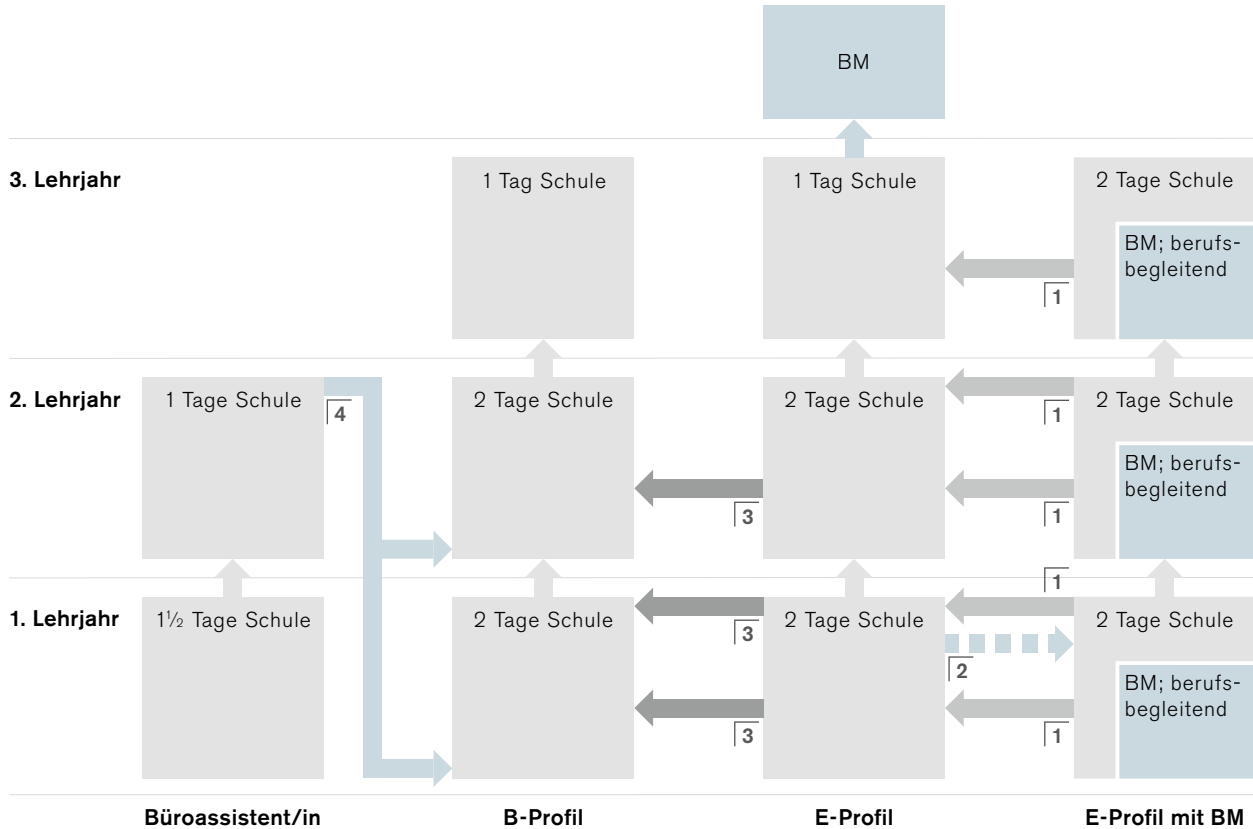 BM
3. Lehrjahr
1 Tag Schule
1 Tag Schule
2 Tage Schule
BM; berufs-
begleitend
1
2. Lehrjahr
1 Tage Schule
2 Tage Schule
2 Tage Schule
2 Tage Schule
4
1
BM; berufs-
begleitend
3
1
1
1. Lehrjahr
1½ Tage Schule
2 Tage Schule
2 Tage Schule
2 Tage Schule
3
2
BM; berufs-
begleitend
3
1
Büroassistent/in
B-Profil
E-Profil
E-Profil mit BM